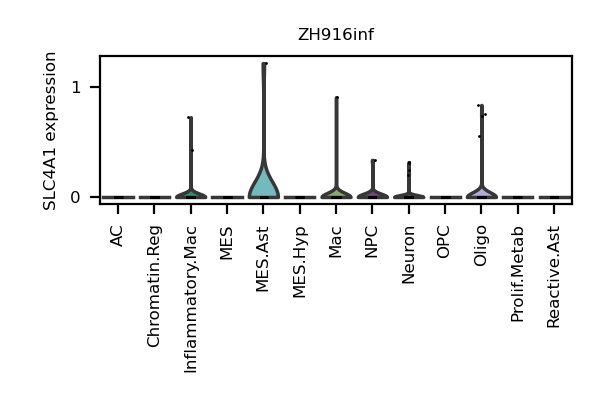 ZH916inf
SLC4A1 expression
1
0
AC
Chromatin.Reg
Inflammatory.Mac
MES
MES.Ast
MES.Hyp
Mac
NPC
Neuron
OPC
Oligo
Prolif.Metab
Reactive.Ast